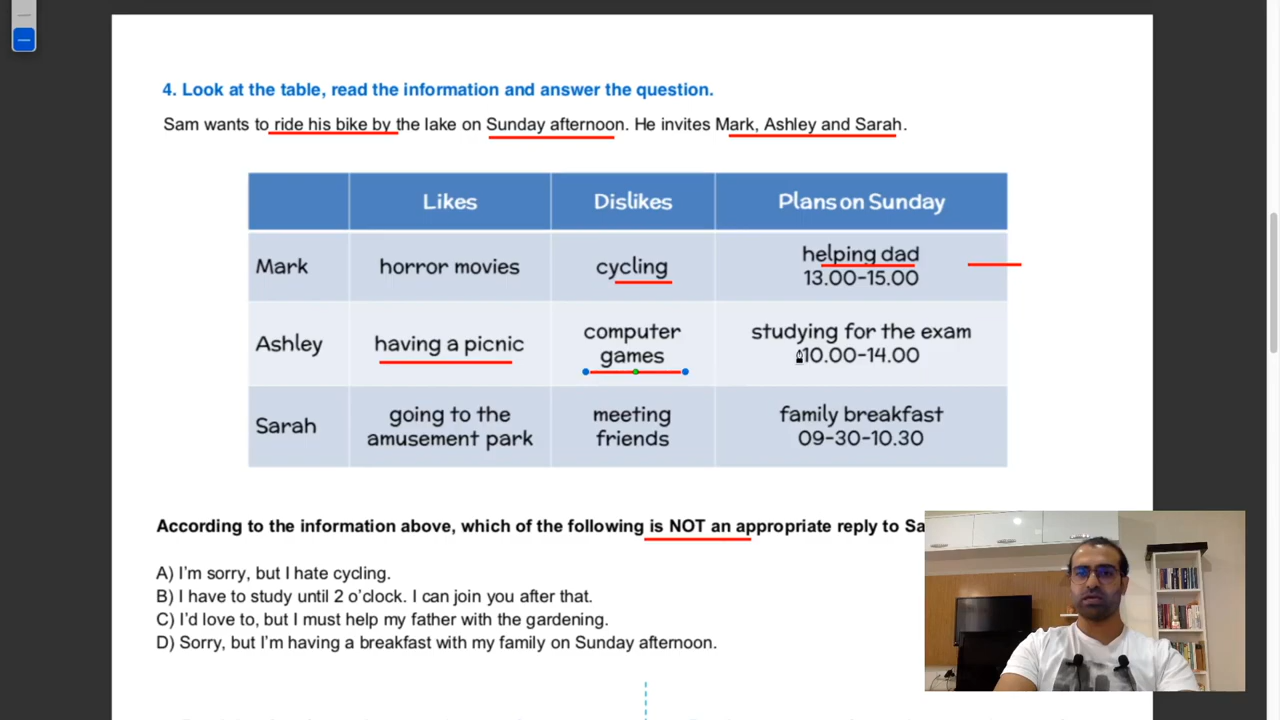 4. Look at the table, read the information and answer the question.
Sam wants to ride his bike by the lake on Sunday afternoon. He invites Mark, Ashley and Sarah.
Likes Dislikes Plans on Sunday
Mark horror movies cycling helping dad 13.00-15.00
Ashley having a picnic computer games studying for the exam 10.00-14.00
Sarah going to the amusement park meeting friends family breakfast 09-30-10.30
According to the information above, which of the following is NOT an appropriate reply to
A) I'm sorry, but I hate cycling.
B) I have to study until 2 o'clock. I can join you after that.
C) I'd love to, but I must help my father with the gardening.
D) Sorry, but I'm having a breakfast with my family on Sunday afternoon.